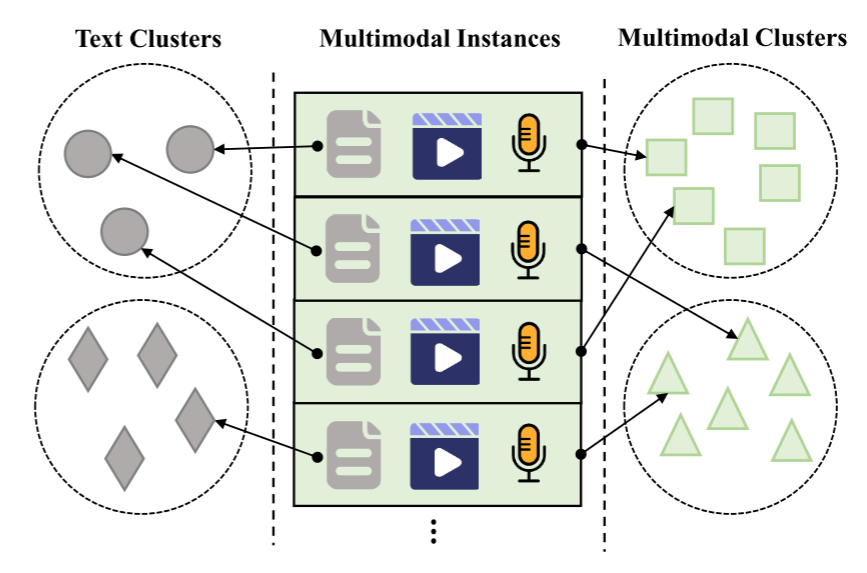 Text Clusters
Multimodal Instances
Multimodal Clusters